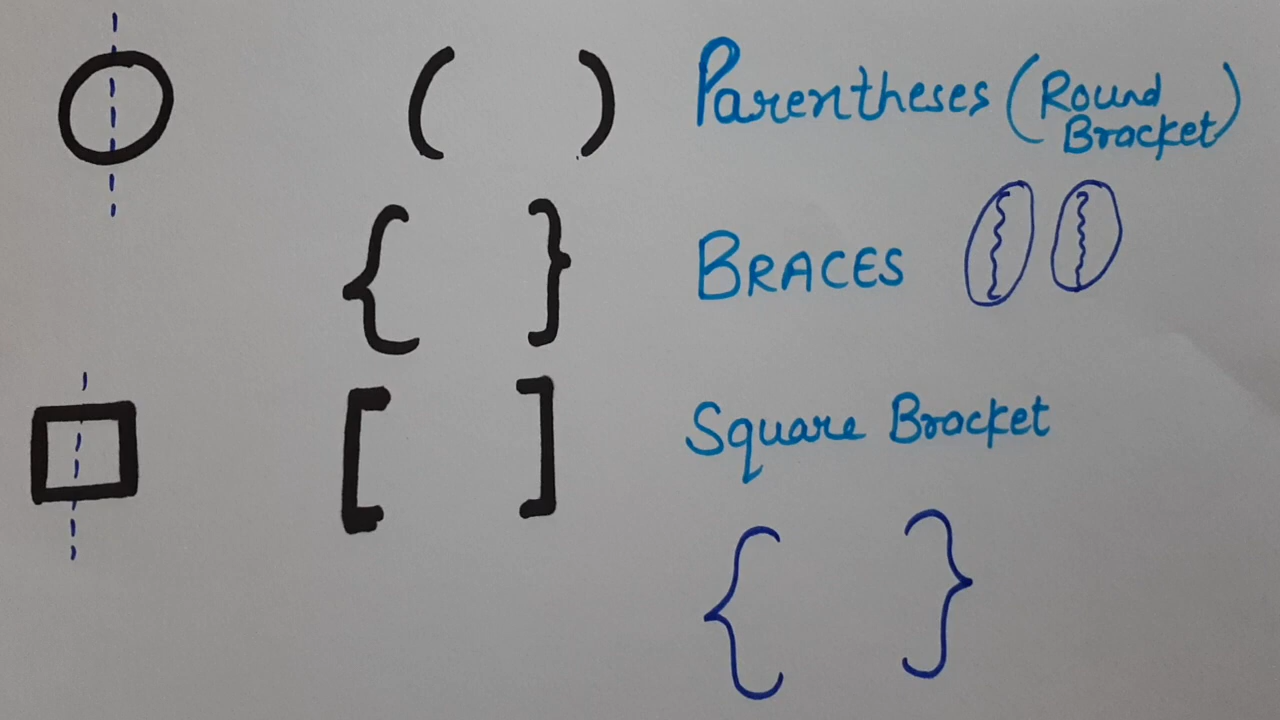 ( ) Parentheses (Round
Bracket)
{ } BRACES
[ ] Square Bracket
{ }